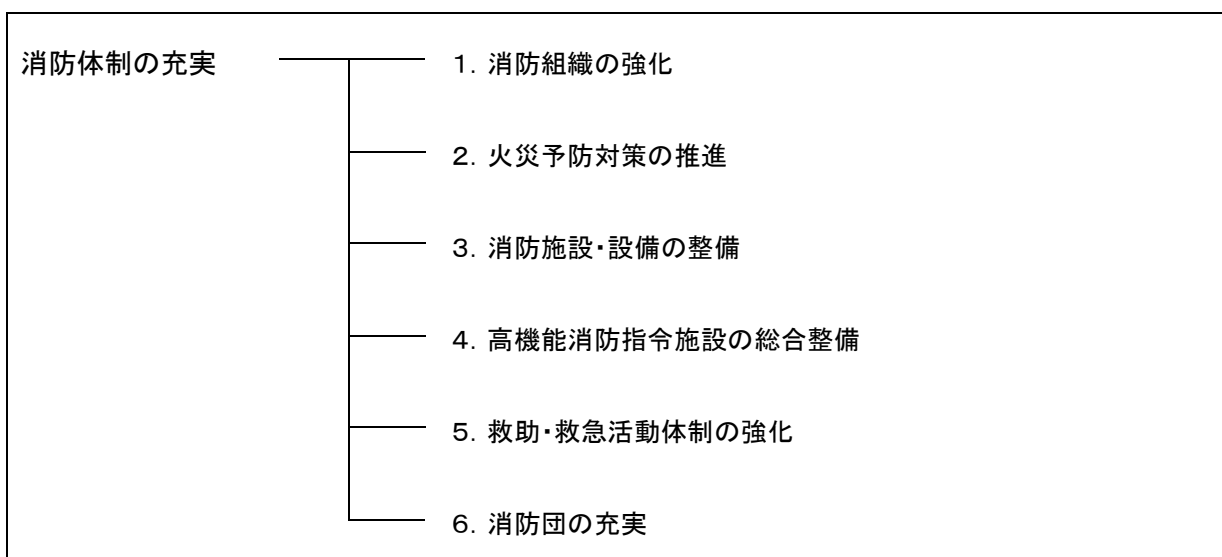 消防体制の充実
1. 消防組織の強化
2. 火災予防対策の推進
3. 消防施設・設備の整備
4. 高機能消防指令施設の総合整備
5. 救助・救急活動体制の強化
6. 消防団の充実